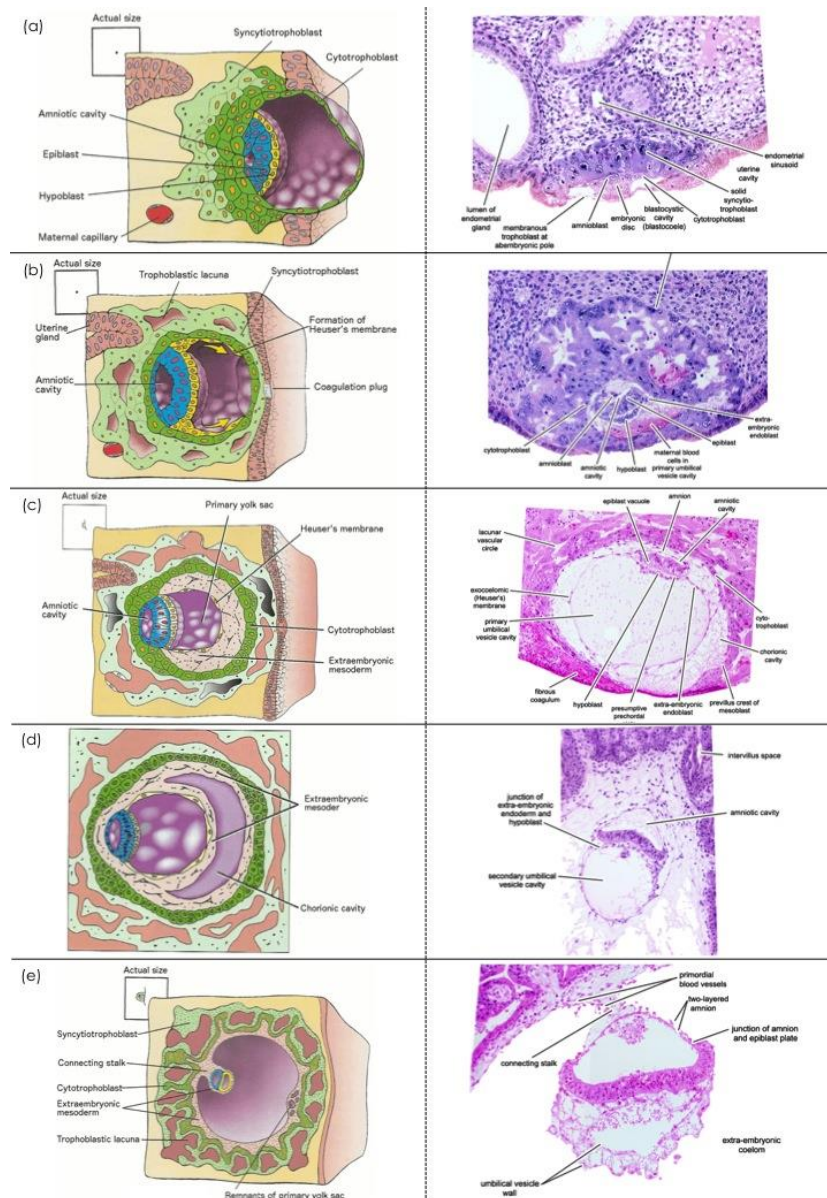 (a)
Actual size
Syncytiotrophoblast
Cytotrophoblast
Amniotic cavity
Epiblast
Hypoblast
Maternal capillary
endometrial
sinusoid
uterine
cavity
solid
syncytio-
trophoblast
lumen of
endometrial
gland
membranous
trophoblast at
abembryonic pole
amnioblast
embryonic
disc
blastocystic
cavity
(blastocoele)
cytotrophoblast
(b)
Actual size
Trophoblastic lacuna
Syncytiotrophoblast
Uterine
gland
Formation of
Heuser's membrane
Amniotic
cavity
Coagulation plug
cytotrophoblast
amnioblast
amniotic
cavity
hypoblast
maternal blood
cells in
primary umbilical
vesicle cavity
epiblast
extra-
embryonic
endoblast
(c)
Actual size
Primary yolk sac
Heuser's membrane
Amniotic
cavity
Cytotrophoblast
Extraembryonic
mesoderm
epiblast vacuole
amnion
amniotic
cavity
lacunar
vascular
circle
exocoelomic
(Heuser's)
membrane
primary
umbilical
vesicle cavity
cyto-
trophoblast
chorionic
cavity
fibrous
coagulum
hypoblast
presumptive
prechordal
extra-embryonic
endoblast
previllus crest of
mesoblast
(d)
Extraembryonic
mesoder
Chorionic cavity
intervillus space
junction of
extra-embryonic
endoderm and
hypoblast
amniotic cavity
secondary umbilical
vesicle cavity
(e)
Actual size
Syncytiotrophoblast
Connecting stalk
Cytotrophoblast
Extraembryonic
mesoderm
Trophoblastic lacuna
Remnants of primary yolk sac
primordial
blood vessels
two-layered
amnion
junction of amnion
and epiblast plate
connecting stalk
extra-embryonic
coelom
umbilical vesicle
wall